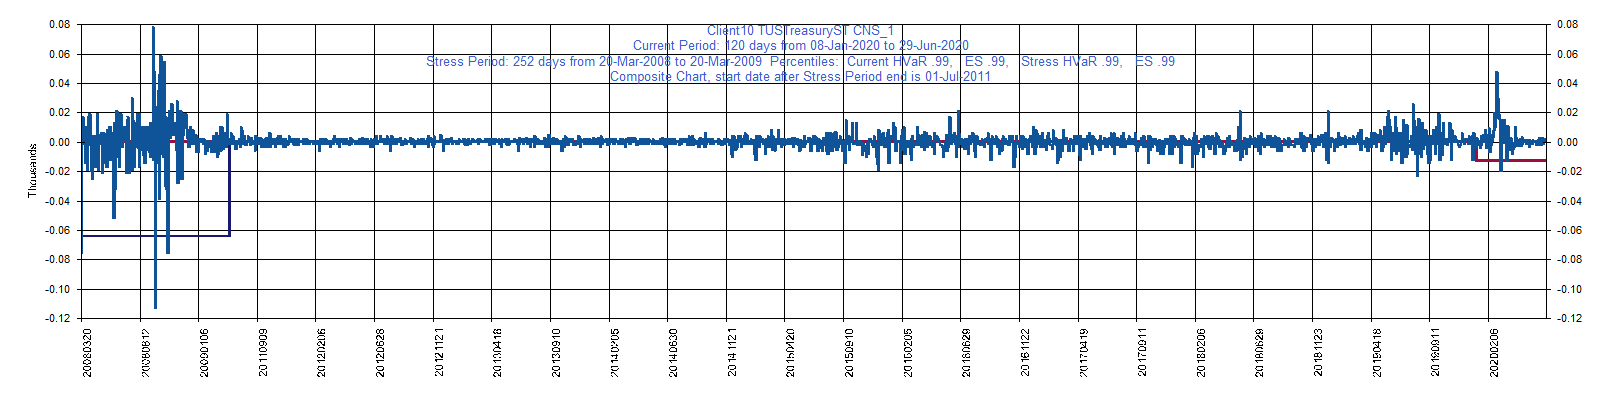 Client10 TUSTreasuryST CNS_1
Current Period: 120 days from 08-Jan-2020 to 29-Jun-2020
Stress Period: 252 days from 20-Mar-2008 to 20-Mar-2009 Percentiles: Current HVaR .99, ES .99, Stress HVaR .99, ES .99
Composite Chart, start date after Stress Period end is 01-Jul-2011
0.08 0.08
0.06 0.06
0.04 0.04
0.02 0.02
0.00 0.00
-0.02 -0.02
-0.04 -0.04
-0.06 -0.06
-0.08 -0.08
-0.10 -0.10
-0.12 -0.12
Thousands
20080320 20080812 20090106 20110909 20120206 20120628 20121121 20130418 20130910 20140205 20140630 20141121 20150420 20150910 20160205 20160629 20161122 20170419 20170911 20180206 20180629 20181123 20190418 20190911 20200206